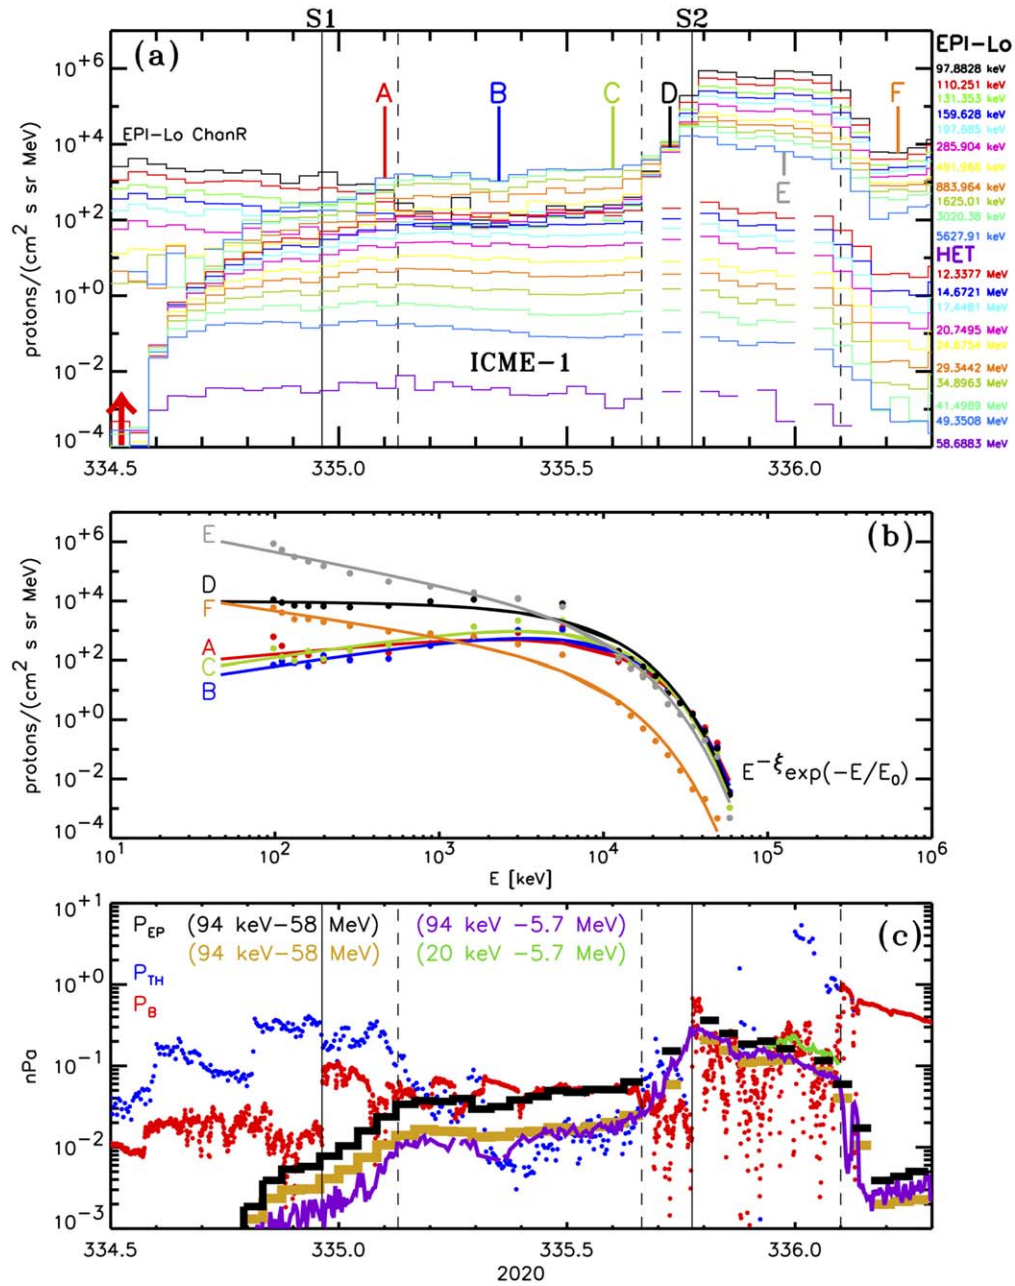 S1
S2
(a)
10+6
10+4
10+2
10+0
10−2
10−4
protons/(cm2 s sr MeV)
EPI−Lo ChanR
A
B
C
D
E
F
ICME−1
334.5
335.0
335.5
336.0
EPI−Lo
97.8828 keV
110.251 keV
131.353 keV
159.628 keV
197.685 keV
285.904 keV
491.965 keV
883.964 keV
1625.01 keV
3020.38 keV
5627.91 keV
HET
12.3377 MeV
14.6721 MeV
17.4481 MeV
20.7495 MeV
24.6754 MeV
29.3442 MeV
34.8963 MeV
41.4989 MeV
49.3508 MeV
58.6883 MeV
(b)
10+6
10+4
10+2
10+0
10−2
10−4
protons/(cm2 s sr MeV)
E
D
F
A
C
B
E−ξexp(−E/E0)
101
102
103
104
105
106
E [keV]
(c)
10+1
10+0
10−1
10−2
10−3
nPa
PEP (94 keV−58 MeV) (94 keV −5.7 MeV)
(94 keV−58 MeV) (20 keV −5.7 MeV)
PTH
PB
334.5
335.0
335.5
336.0
2020